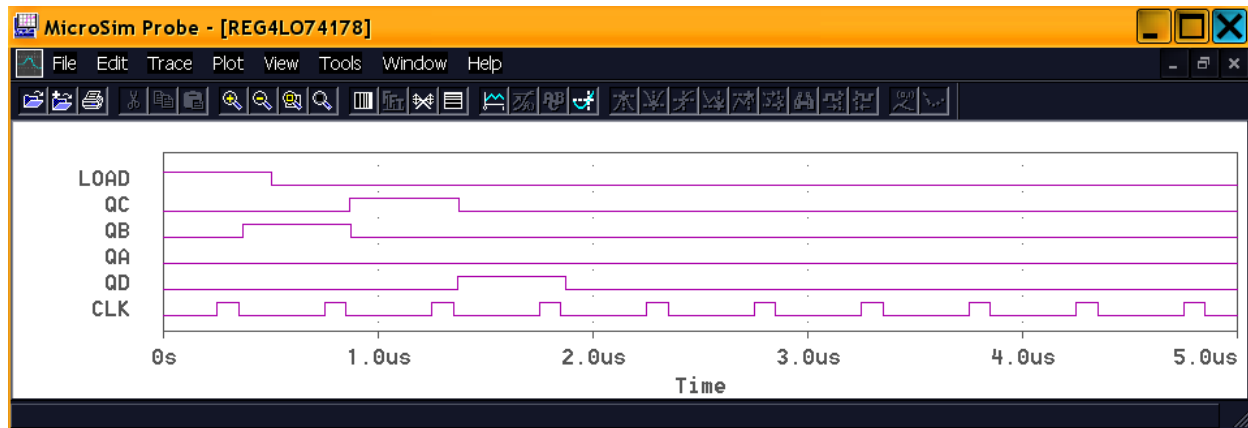 MicroSim Probe - [REG4LO74178]
File Edit Trace Plot View Tools Window Help
LOAD
QC
QB
QA
QD
CLK
0s 1.0us 2.0us 3.0us 4.0us 5.0us
Time